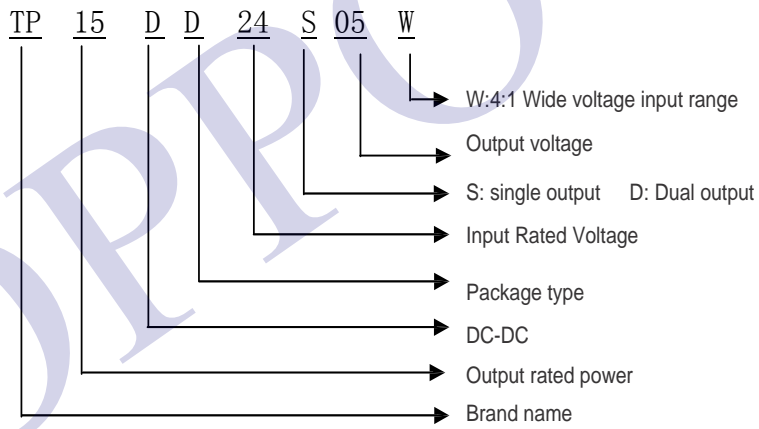 TP 15 D D 24 S 05 W
W:4:1 Wide voltage input range
Output voltage
S: single output D: Dual output
Input Rated Voltage
Package type
DC-DC
Output rated power
Brand name